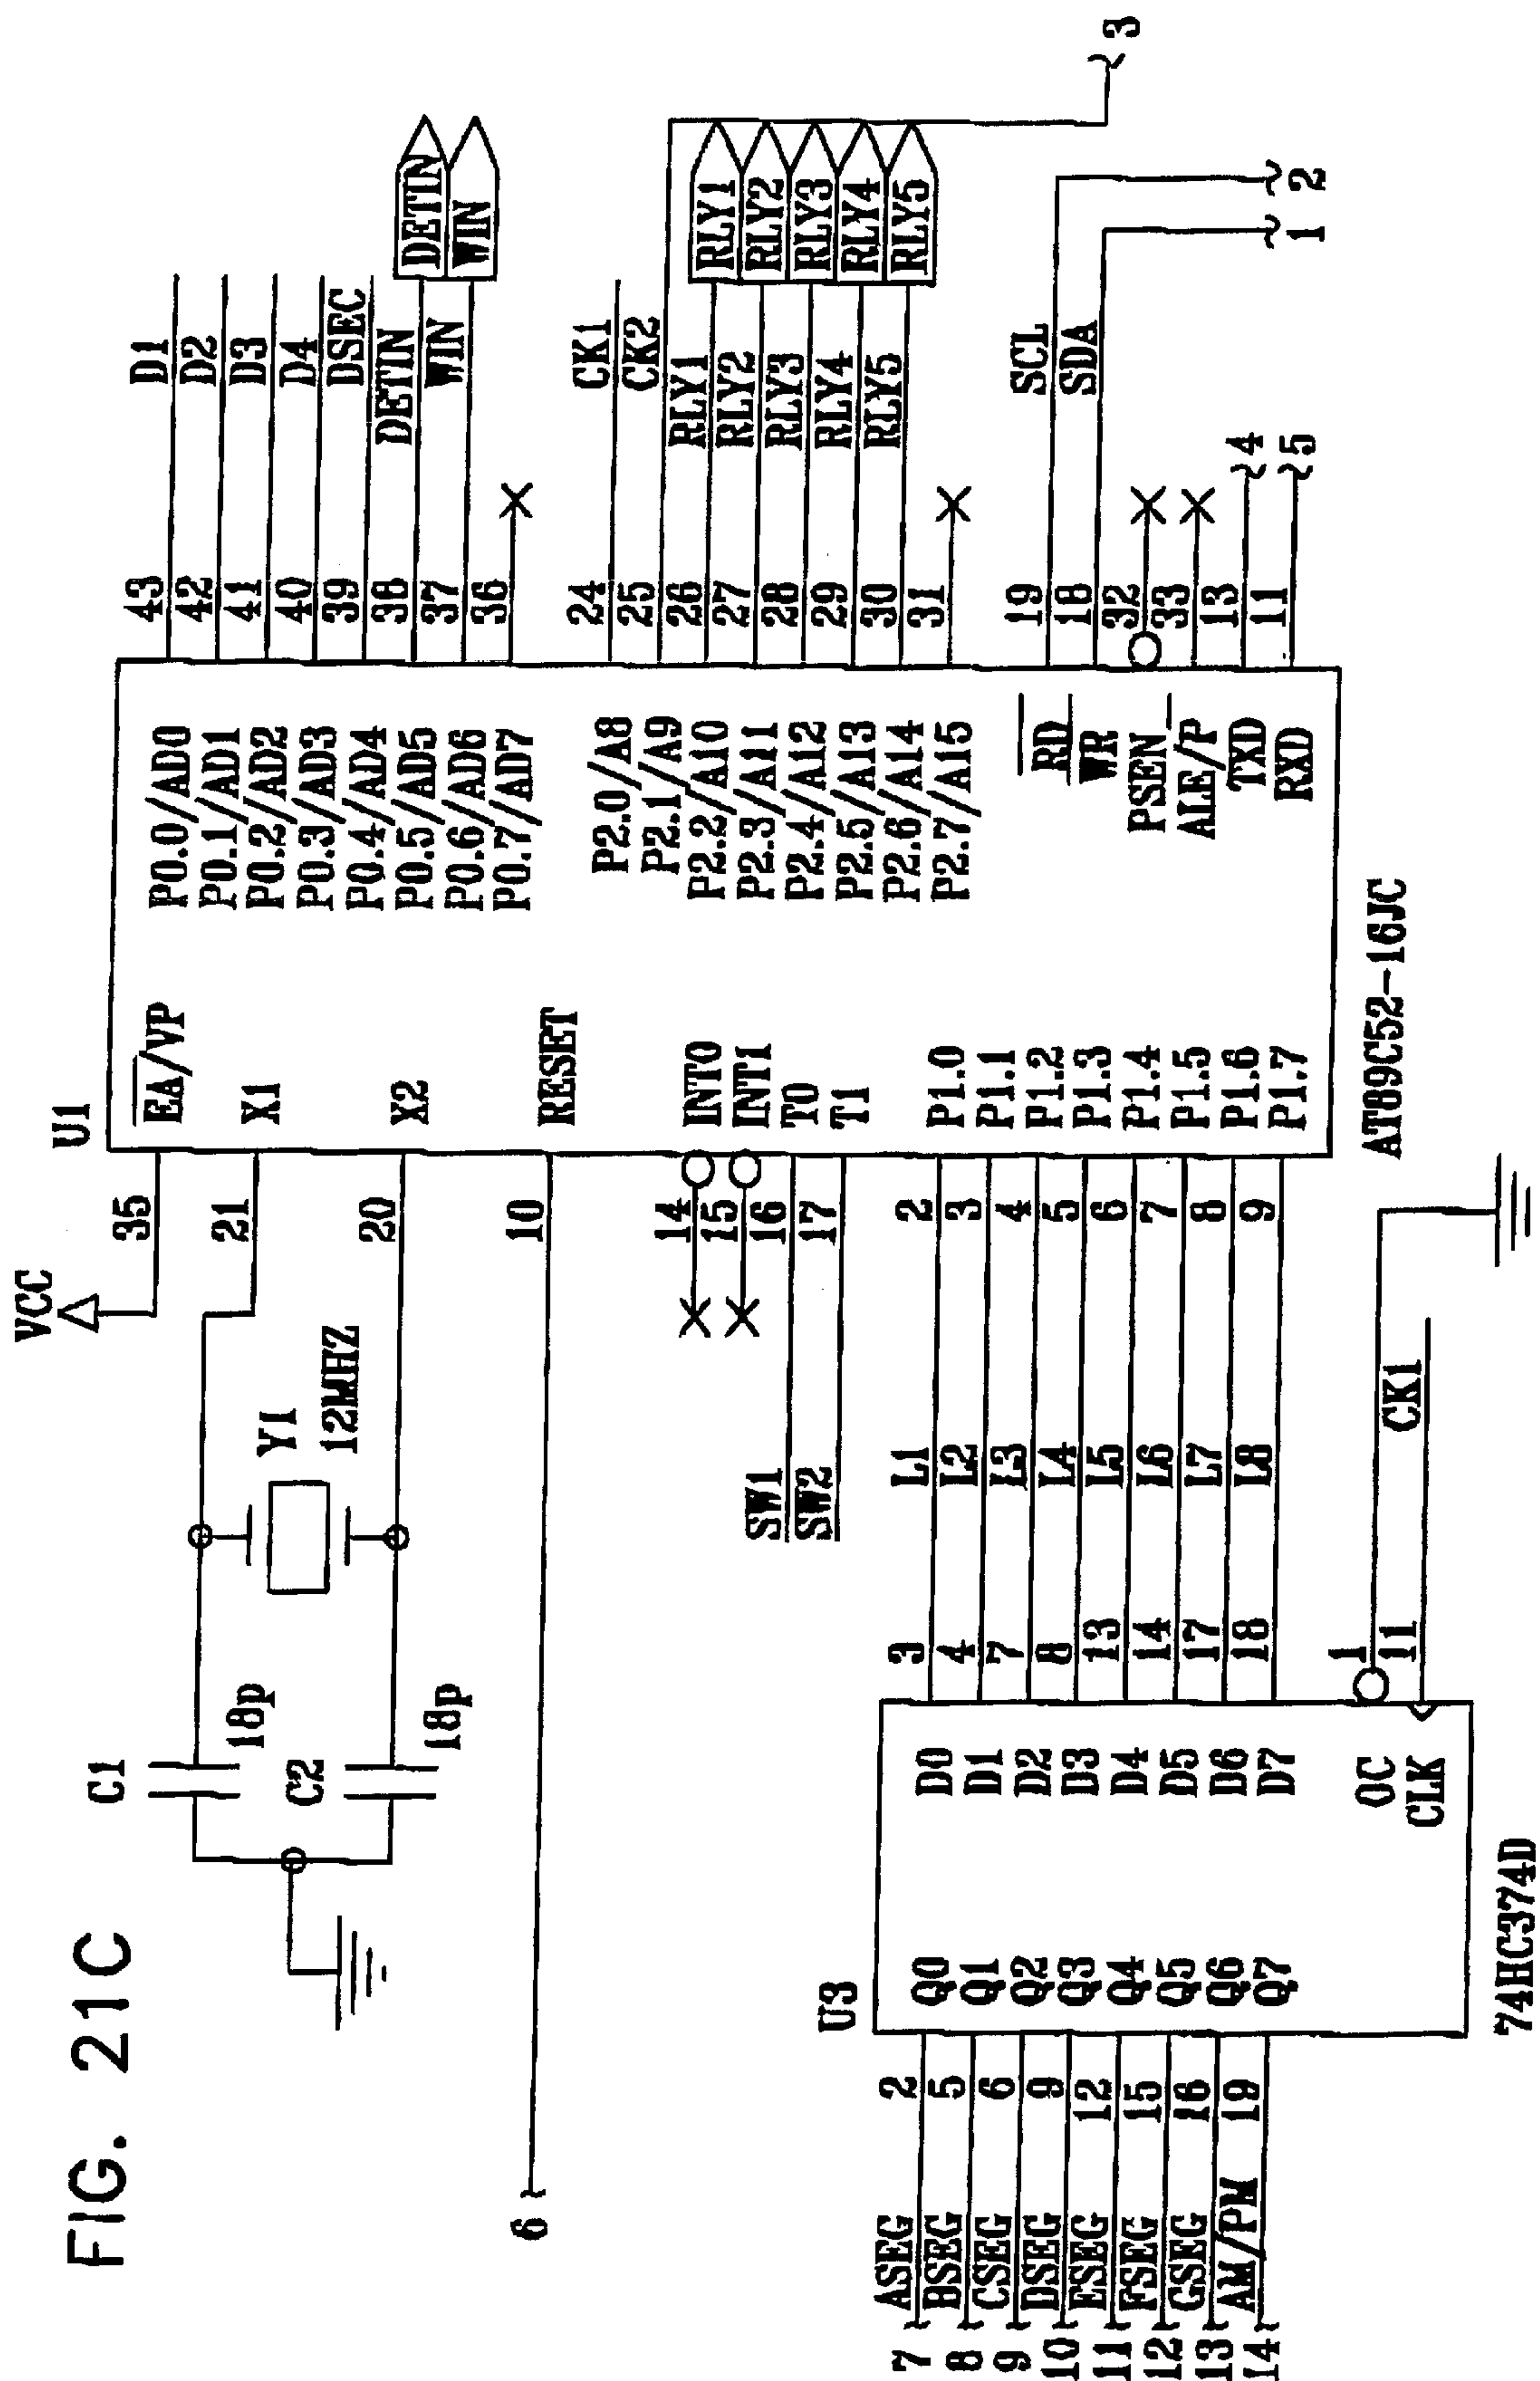 FIG. 21C
C1
18p
C2
18p
Y1
12MHZ
VCC
6
U1
35
21
20
10
14
15
16
17
SW1
SW2
EA/VP
X1
X2
RESET
INT0
INT1
T0
T1
P1.0
P1.1
P1.2
P1.3
P1.4
P1.5
P1.6
P1.7
P0.0/AD0
P0.1/AD1
P0.2/AD2
P0.3/AD3
P0.4/AD4
P0.5/AD5
P0.6/AD6
P0.7/AD7
P2.0/A8
P2.1/A9
P2.2/A10
P2.3/A11
P2.4/A12
P2.5/A13
P2.6/A14
P2.7/A15
RD
WR
PSEN
ALE/P
TXD
RXD
AT89C52-16JC
43 D1
42 D2
41 D3
40 D4
39 DSEC
38 DETIN DETIN
37 WIN WIN
36
24 CK1
25 CK2
26 RLY1 RLY1
27 RLY2 RLY2
28 RLY3 RLY3
29 RLY4 RLY4
30 RLY5 RLY5
31
3
19 SCL
18 SDA
32
33
13 4
11 5
1
2
U3
7 ASEG 2 Q0 D0 3 L1 2
8 BSEG 5 Q1 D1 4 L2 3
9 CSEG 6 Q2 D2 7 L3 4
10 DSEG 9 Q3 D3 8 L4 5
11 ESEG 12 Q4 D4 13 L5 6
12 FSEG 15 Q5 D5 14 L6 7
13 GSEG 16 Q6 D6 17 L7 8
14 AM/PM 19 Q7 D7 18 L8 9
OC 1
CLK 11 CK1
74HC374D